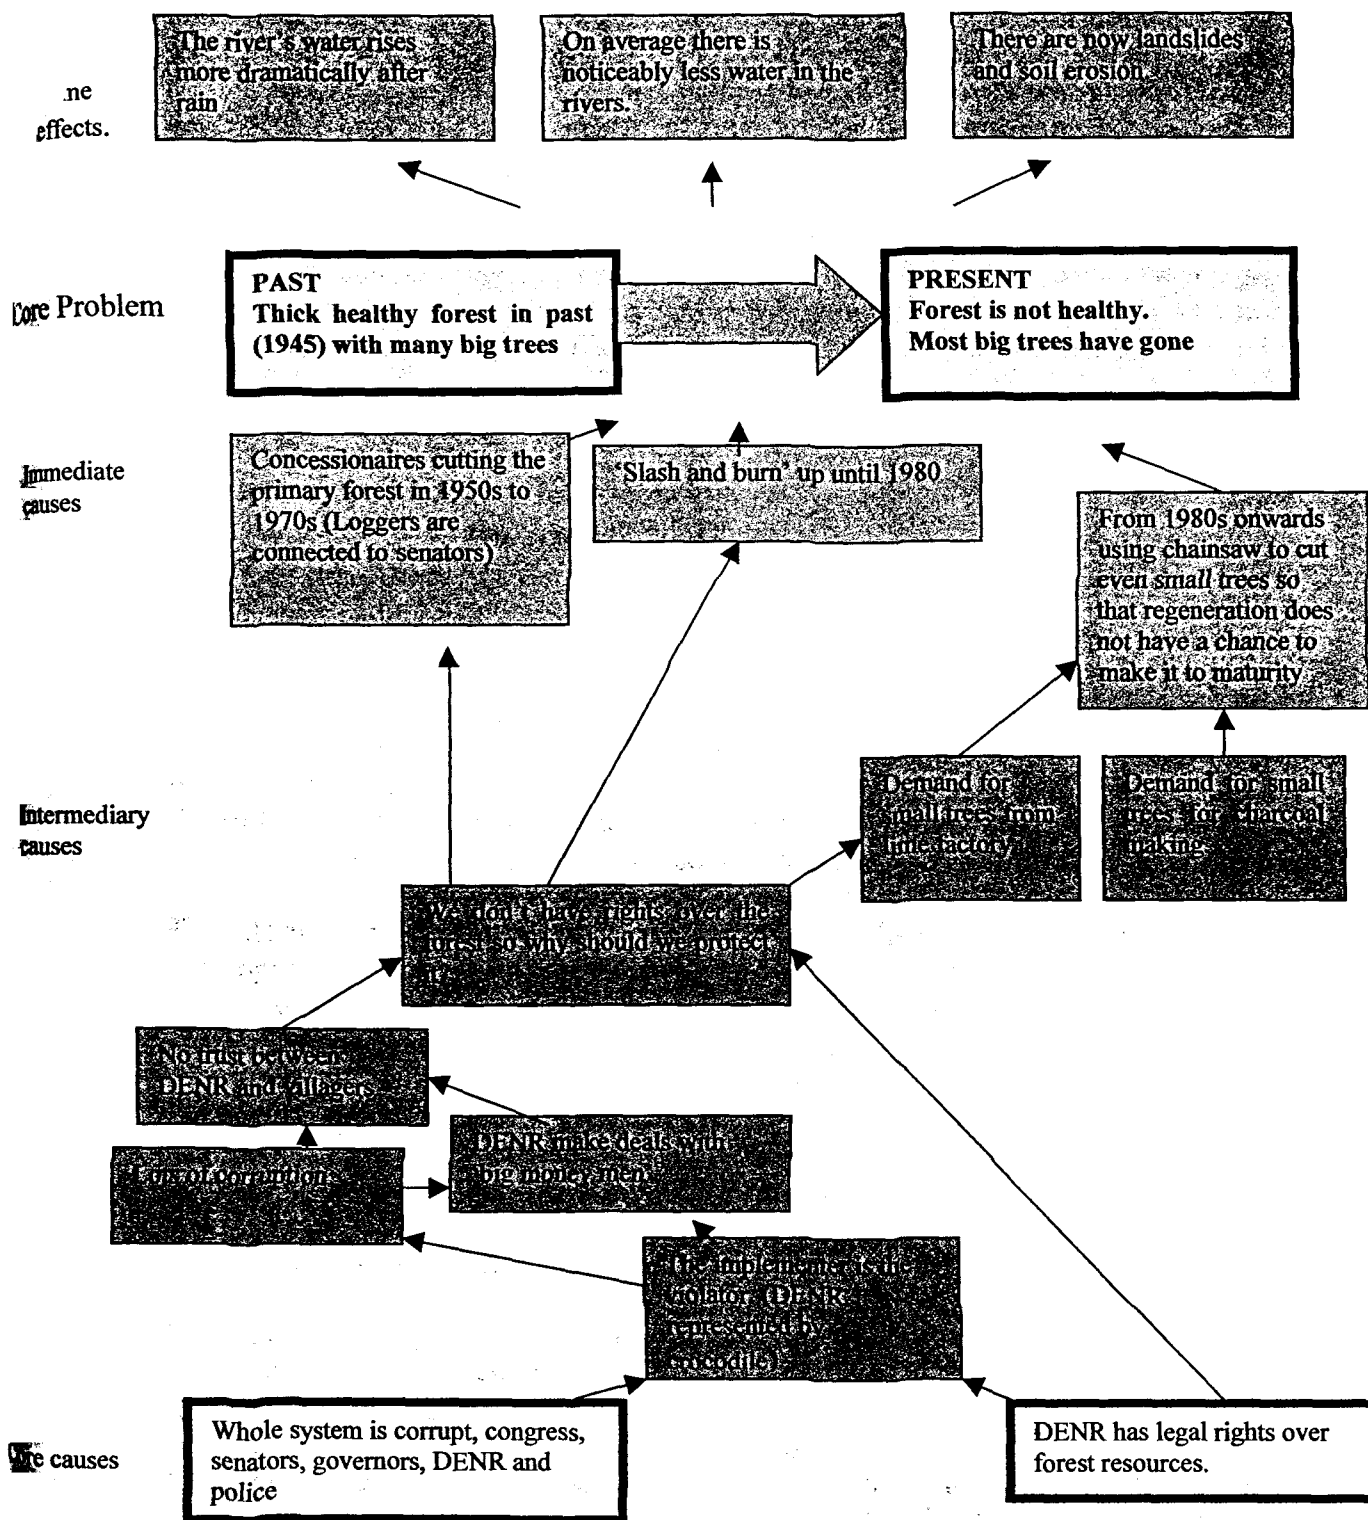 The river's water rises
more dramatically after
rain
On average there is
noticeably less water in the
rivers.
There are now landslides
and soil erosion.
effects.
PAST
Thick healthy forest in past
(1945) with many big trees
PRESENT
Forest is not healthy.
Most big trees have gone
Core Problem
Concessionaires cutting the
primary forest in 1950s to
1970s (Loggers are
connected to senators)
'Slash and burn' up until 1980
From 1980s onwards
using chainsaw to cut
even small trees so
that regeneration does
not have a chance to
make it to maturity
Immediate
causes
Demand for
small trees from
lime factory
Demand for small
trees for charcoal
making
Intermediary
causes
We don't have rights over the
forest so why should we protect
No trust between
DENR and villagers
DENR make deals with
big money men
Lots of corruption
The implementer is the
violator (DENR
represented by
crocodile)
Whole system is corrupt, congress,
senators, governors, DENR and
police
DENR has legal rights over
forest resources.
causes